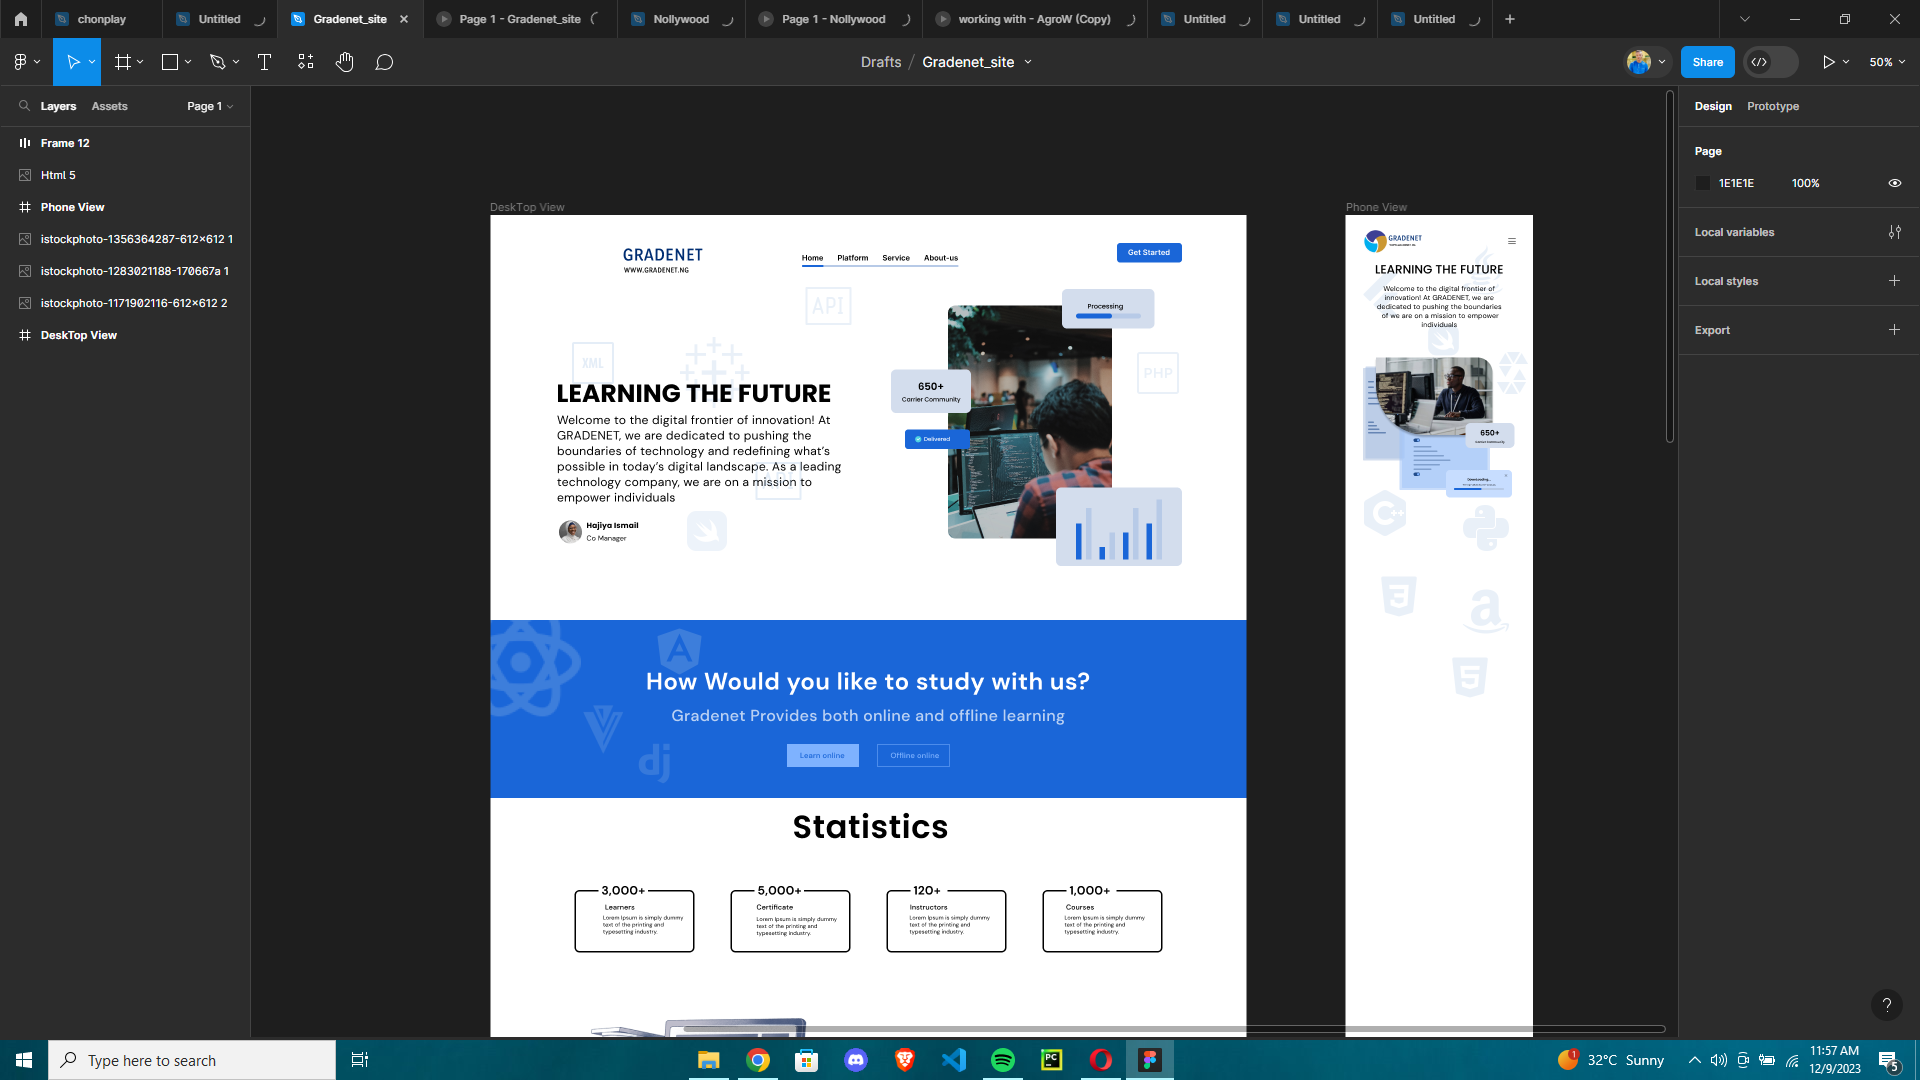 chonplay
Untitled
Gradenet_site
Page 1 - Gradenet_site
Nollywood
Page 1 - Nollywood
working with - AgroW (Copy)
Untitled
Untitled
Untitled
Drafts / Gradenet_site
Share
50%
Layers
Assets
Page 1
Frame 12
Html 5
Phone View
istockphoto-1356364287-612x612 1
istockphoto-1283021188-170667a 1
istockphoto-1171902116-612x612 2
DeskTop View
DeskTop View
GRADENET
WWW.GRADENET.NG
Home
Platform
Service
About-us
Get Started
API
XML
PHP
LEARNING THE FUTURE
Welcome to the digital frontier of innovation! At
GRADENET, we are dedicated to pushing the
boundaries of technology and redefining what's
possible in today's digital landscape. As a leading
technology company, we are on a mission to
empower individuals
Hajiya Ismail
Co Manager
Processing
650+
Carrier Community
Delivered
How Would you like to study with us?
Gradenet Provides both online and offline learning
Learn online
Offline online
dj
Statistics
3,000+
Learners
Lorem Ipsum is simply dummy
text of the printing and
typesetting industry.
5,000+
Certificate
Lorem Ipsum is simply dummy
text of the printing and
typesetting industry.
120+
Instructors
Lorem Ipsum is simply dummy
text of the printing and
typesetting industry.
1,000+
Courses
Lorem Ipsum is simply dummy
text of the printing and
typesetting industry.
Phone View
GRADENET
LEARNING THE FUTURE
Welcome to the digital frontier of
innovation! At GRADENET, we are
dedicated to pushing the boundaries
of we are on a mission to empower
individuals
650+
Carrier Community
Downloading...
C++
3
a
5
Design
Prototype
Page
1E1E1E
100%
Local variables
Local styles
Export
?
Type here to search
PC
1
32°C Sunny
11:57 AM
12/9/2023
5